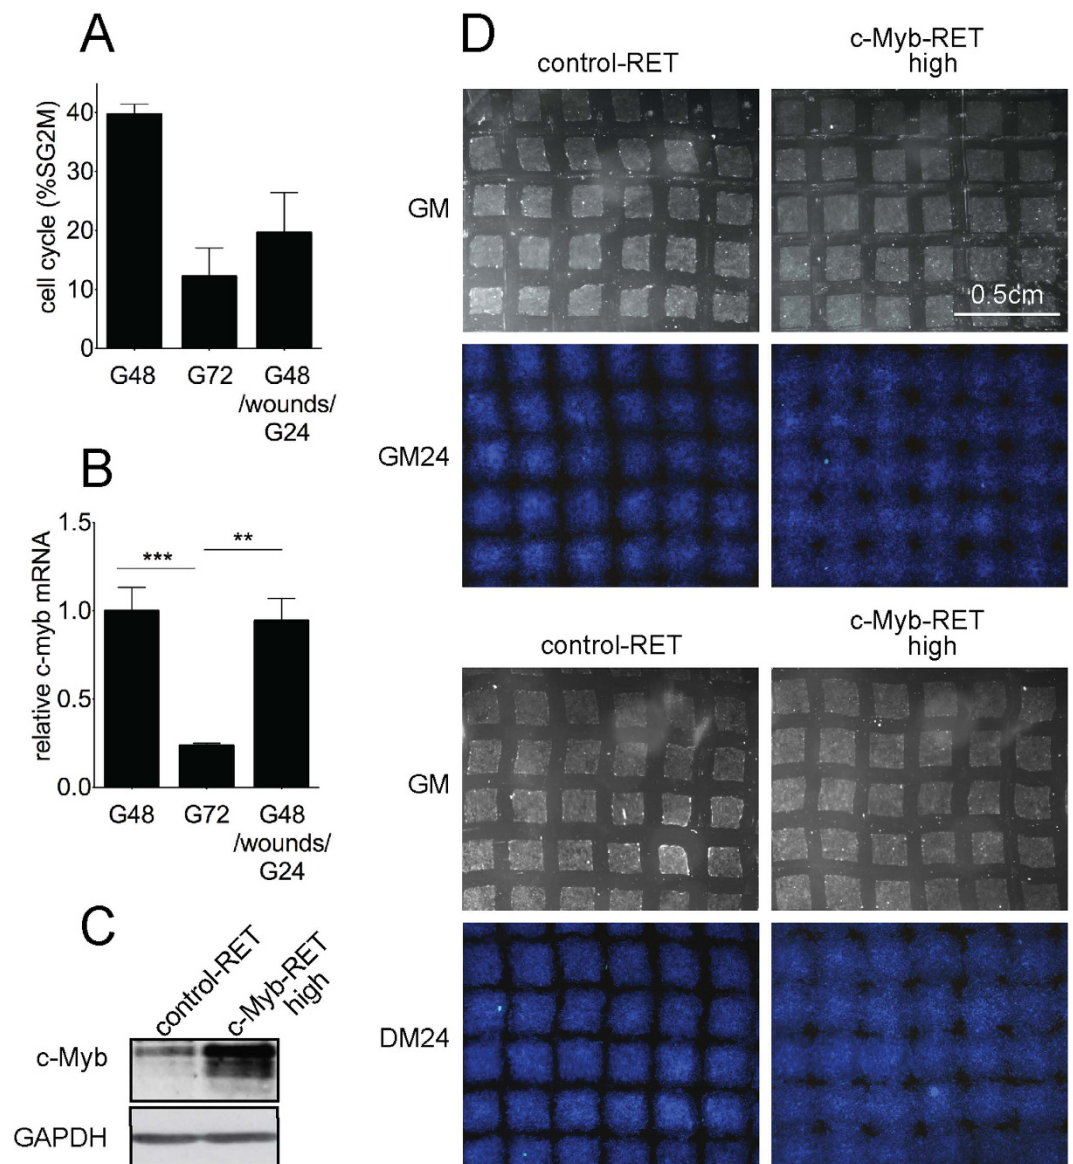 A
cell cycle (%SG2M)
40
30
20
10
0
G48
G72
G48
/wounds/
G24
B
relative c-myb mRNA
1.5
1.0
0.5
0.0
***
**
G48
G72
G48
/wounds/
G24
C
control-RET
c-Myb-RET
high
c-Myb
GAPDH
D
control-RET
c-Myb-RET
high
GM
0.5cm
GM24
control-RET
c-Myb-RET
high
GM
DM24